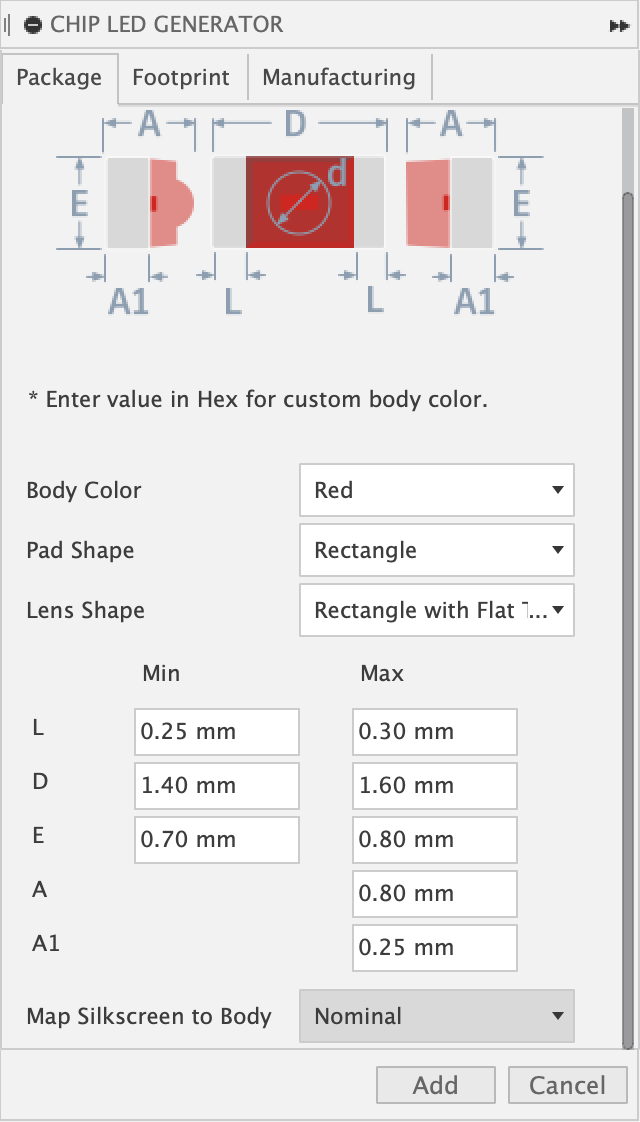 CHIP LED GENERATOR
Package Footprint Manufacturing
A D A
E d E
A1 L L A1
* Enter value in Hex for custom body color.
Body Color Red
Pad Shape Rectangle
Lens Shape Rectangle with Flat T...
Min Max
L 0.25 mm 0.30 mm
D 1.40 mm 1.60 mm
E 0.70 mm 0.80 mm
A 0.80 mm
A1 0.25 mm
Map Silkscreen to Body Nominal
Add Cancel